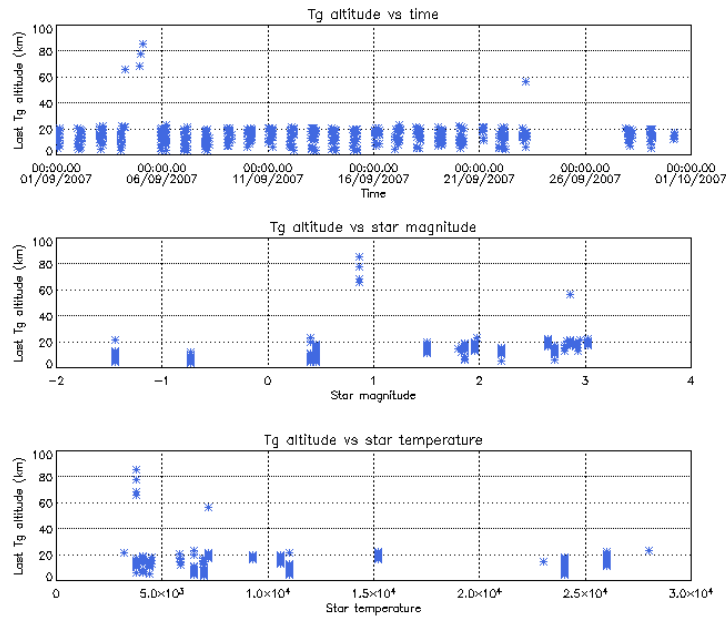 Tg altitude vs time
Last Tg altitude (km)
100
80
60
40
20
0
00:00.00 00:00.00 00:00.00 00:00.00 00:00.00 00:00.00 00:00.00
01/09/2007 06/09/2007 11/09/2007 16/09/2007 21/09/2007 26/09/2007 01/10/2007
Time
Tg altitude vs star magnitude
Last Tg altitude (km)
100
80
60
40
20
0
-2 -1 0 1 2 3 4
Star magnitude
Tg altitude vs star temperature
Last Tg altitude (km)
100
80
60
40
20
0
0 5.0×10³ 1.0×10⁴ 1.5×10⁴ 2.0×10⁴ 2.5×10⁴ 3.0×10⁴
Star temperature